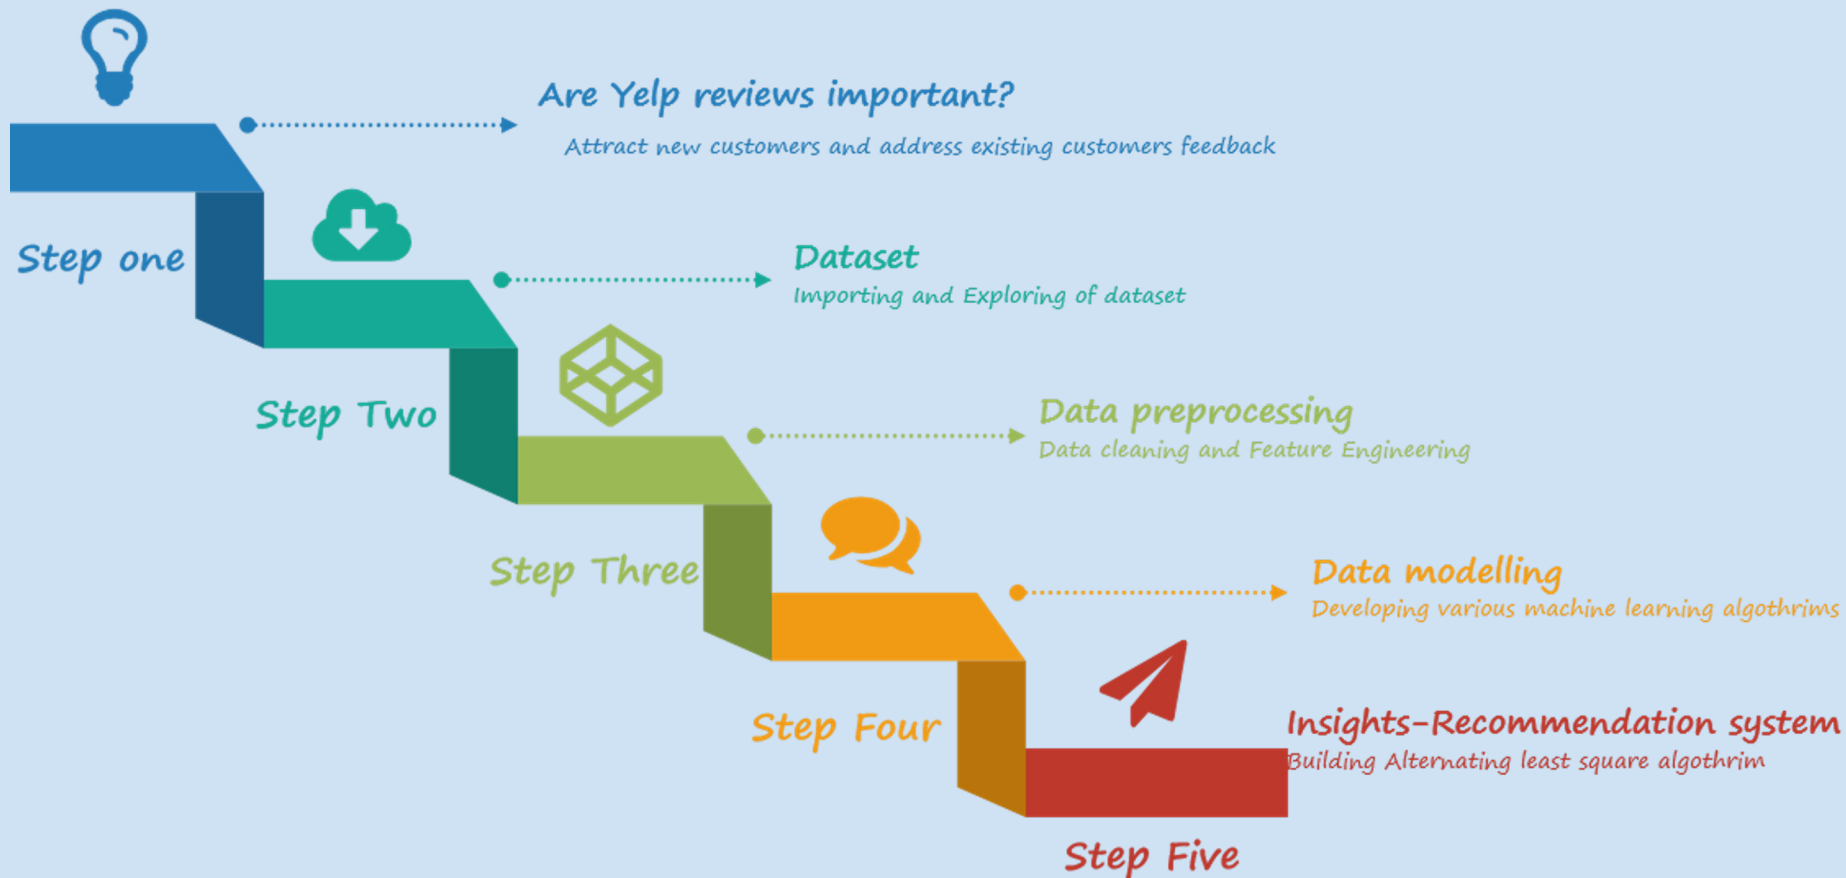 Are Yelp reviews important?
Attract new customers and address existing customers feedback
Step one
Dataset
Importing and Exploring of dataset
Step Two
Data preprocessing
Data cleaning and Feature Engineering
Step Three
Data modelling
Developing various machine learning algothrims
Step Four
Insights-Recommendation system
Building Alternating least square algothrim
Step Five